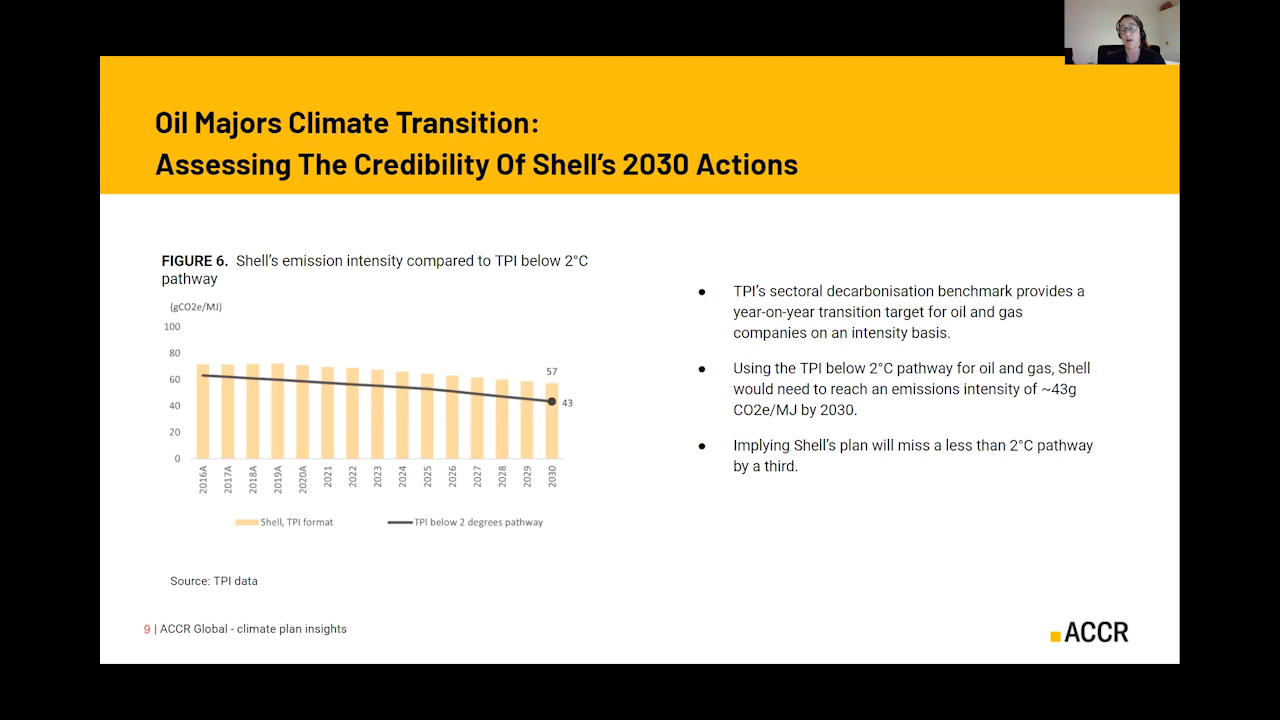 Oil Majors Climate Transition:
Assessing The Credibility Of Shell's 2030 Actions
FIGURE 6. Shell's emission intensity compared to TPI below 2°C
pathway
(gCO2e/MJ)
100
80
60
40
20
0
57
43
2016A
2017A
2018A
2019A
2020A
2021
2022
2023
2024
2025
2026
2027
2028
2029
2030
Shell, TPI format
TPI below 2 degrees pathway
Source: TPI data
● TPI's sectoral decarbonisation benchmark provides a
year-on-year transition target for oil and gas
companies on an intensity basis.
● Using the TPI below 2°C pathway for oil and gas, Shell
would need to reach an emissions intensity of ~43g
CO2e/MJ by 2030.
● Implying Shell's plan will miss a less than 2°C pathway
by a third.
9 | ACCR Global - climate plan insights
ACCR